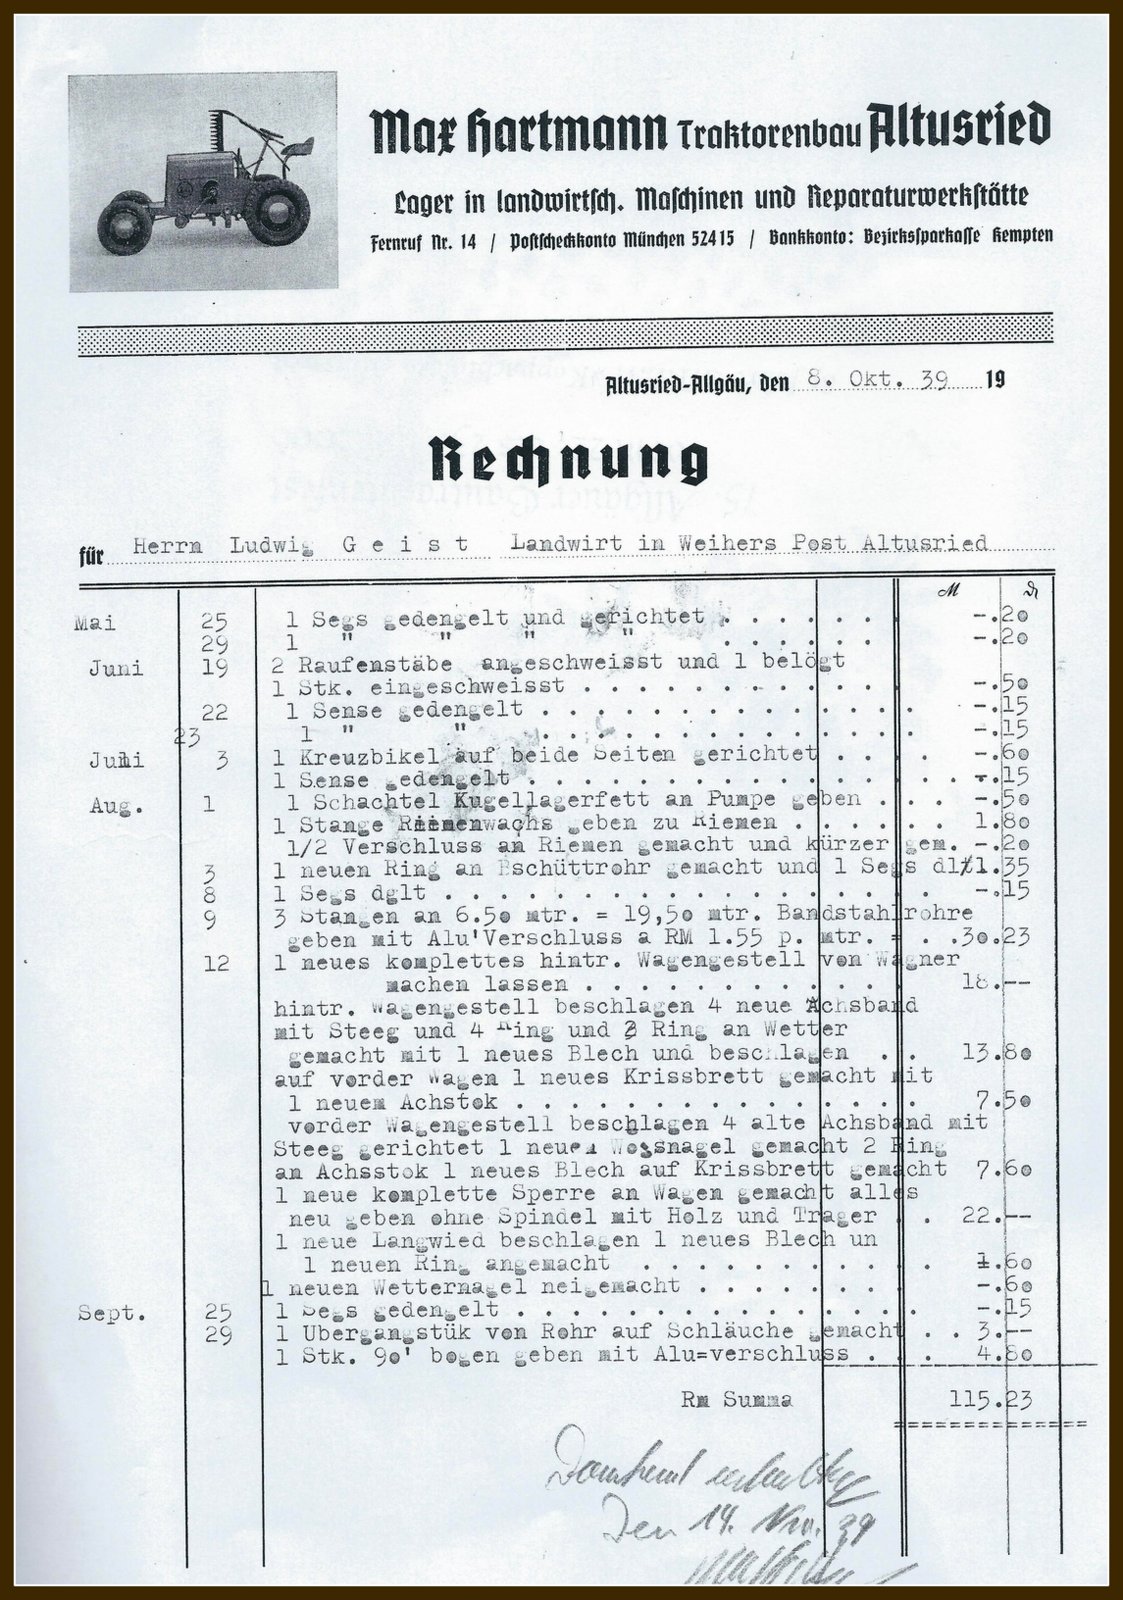 Max Hartmann Traktorenbau Altusried
Lager in landwirtsch. Maschinen und Reparaturwerkstätte
Fernruf Nr. 14 / Postscheckkonto München 52415 / Bankkonto: Bezirkssparkasse Kempten
Altusried-Allgäu, den 8. Okt. 39 19
Rechnung
für Herrn Ludwig Geist Landwirt in Weihers Post Altusried
M
Mai 25 1 Segs gedengelt und gerichtet . . . . . . -.20
29 1 " " " " . . . . . . -.20
Juni 19 2 Raufenstäbe angeschweisst und 1 belögt
1 Stk. eingeschweisst . . . . . . . . . . . . -.50
22 1 Sense gedengelt . . . . . . . . . . . . . . -.15
23 1 " " . . . . . . . . . . . . . . -.15
Juli 3 1 Kreuzbikel auf beide Seiten gerichtet . . . -.60
1 Sense gedengelt . . . . . . . . . . . . . . . -.15
Aug. 1 1 Schachtel Kugellagerfett an Pumpe geben . . . -.50
1 Stange Riemenwachs geben zu Riemen . . . . . . 1.80
1/2 Verschluss an Riemen gemacht und kürzer gem. -.20
3 1 neuen Ring an Bschüttrohr gemacht und 1 Segs dlt 1.35
8 1 Segs dglt . . . . . . . . . . . . . . . . . -.15
9 3 Stangen an 6.50 mtr. = 19,50 mtr. Bandstahlrohre
geben mit Alu'Verschluss a RM 1.55 p. mtr. = . .30.23
12 1 neues komplettes hintr. Wagengestell von Wagner
machen lassen . . . . . . . . . . . . 18.--
hintr. Wagengestell beschlagen 4 neue Achsband
mit Steeg und 4 Ring und 2 Ring an Wetter
gemacht mit 1 neues Blech und beschlagen . . 13.80
auf vorder Wagen 1 neues Krissbrett gemacht mit
1 neuem Achstok . . . . . . . . . . . . . . 7.50
vorder Wagengestell beschlagen 4 alte Achsband mit
Steeg gerichtet 1 neuen gemacht 2 Ring
an Achsstok 1 neues Blech auf Krissbrett gemacht 7.60
1 neue komplette Sperre an Wagen gemacht alles
neu geben ohne Spindel mit Holz und Trager . . 22.--
1 neue Langwied beschlagen 1 neues Blech un
1 neuen Ring angemacht . . . . . . . . . . 1.60
1 neuen Wetternagel neigemacht . . . . . . . . -.60
Sept. 25 1 Segs gedengelt . . . . . . . . . . . . . . -.15
29 1 Ubergangstük von Rohr auf Schläuche gemacht . . 3.--
1 Stk. 90' bogen geben mit Alu=verschluss . . . 4.80
Rm Summa 115.23
Dankend erhalten
Den 14. Nov. 39